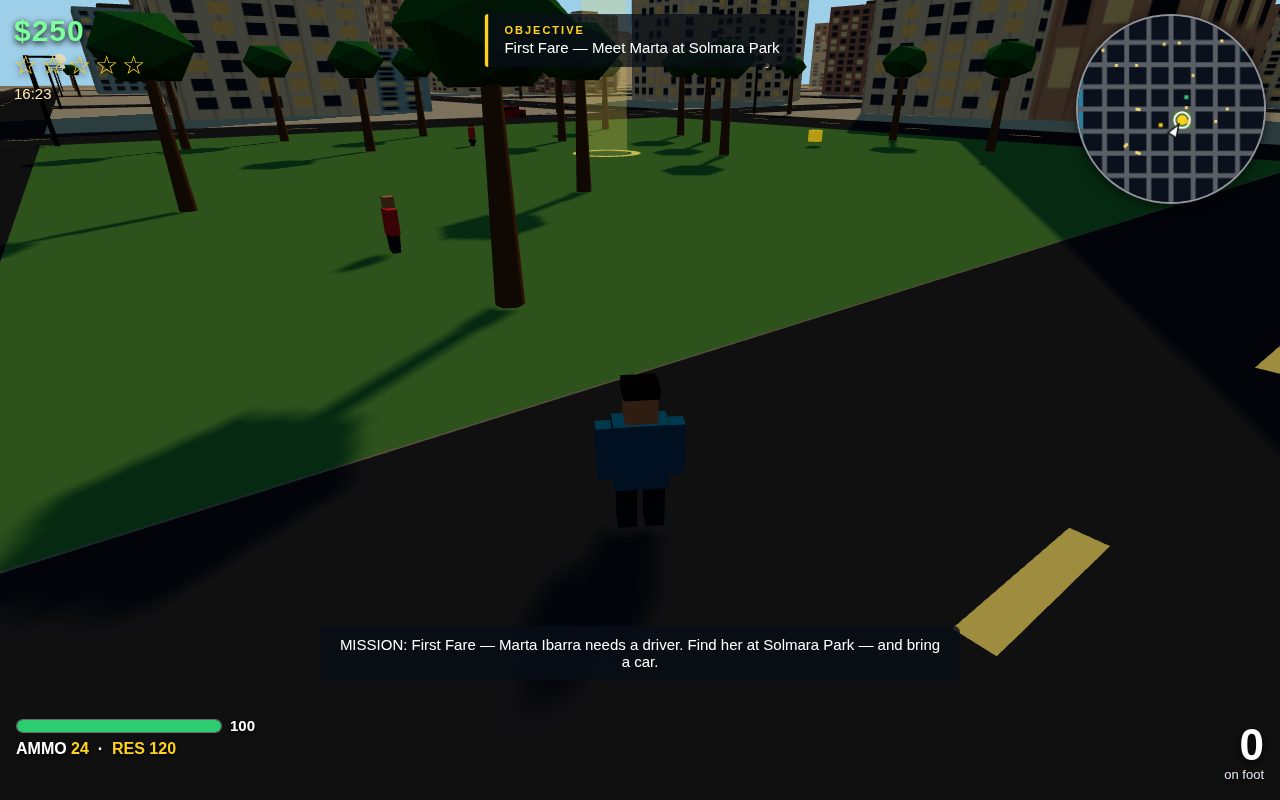 $250
OBJECTIVE
First Fare — Meet Marta at Solmara Park
☆☆☆☆☆
16:23
MISSION: First Fare — Marta Ibarra needs a driver. Find her at Solmara Park — and bring
a car.
100
AMMO 24 · RES 120
0
on foot